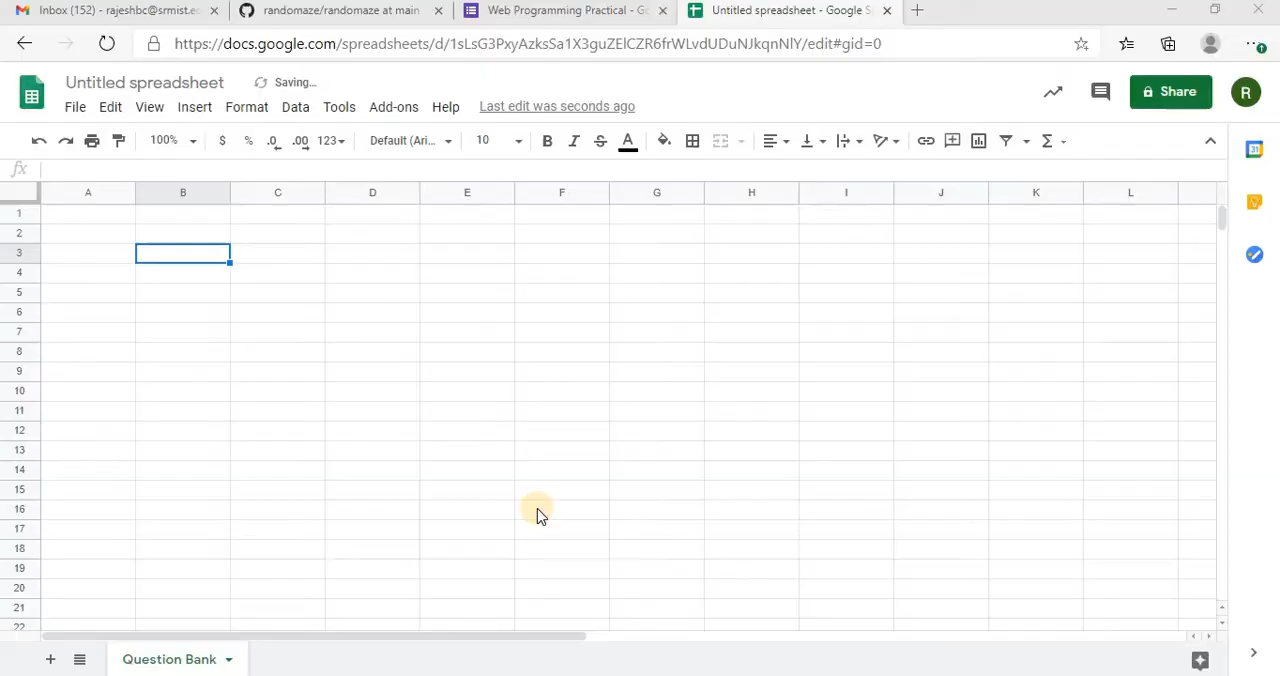 Inbox (152) - rajeshbc@srmist.e
randomaze/randomaze at main
Web Programming Practical - Go
Untitled spreadsheet - Google S
https://docs.google.com/spreadsheets/d/1sLsG3PxyAzksSa1X3guZElCZR6frWLvdUDuNJkqnNlY/edit#gid=0
Untitled spreadsheet Saving...
File Edit View Insert Format Data Tools Add-ons Help Last edit was seconds ago
Share R
100% $ % .0 .00 123 Default (Ari... 10 B I S A Σ
fx
A B C D E F G H I J K L
1
2
3
4
5
6
7
8
9
10
11
12
13
14
15
16
17
18
19
20
21
22
+ Question Bank
31